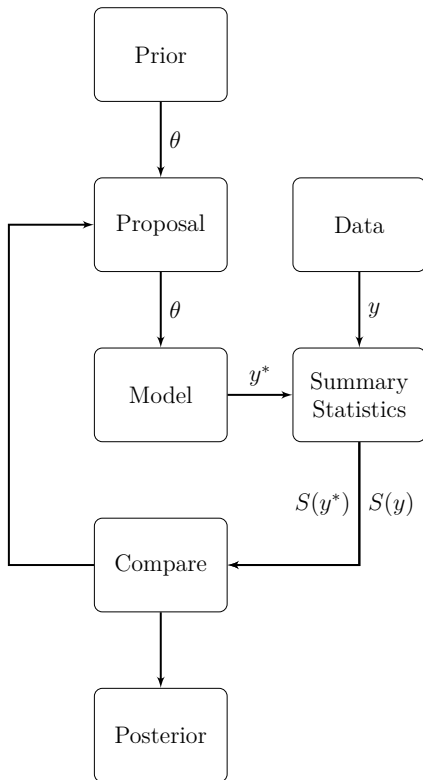 Prior
θ
Proposal
Data
θ
y
Model
y*
Summary
Statistics
S(y*)
S(y)
Compare
Posterior